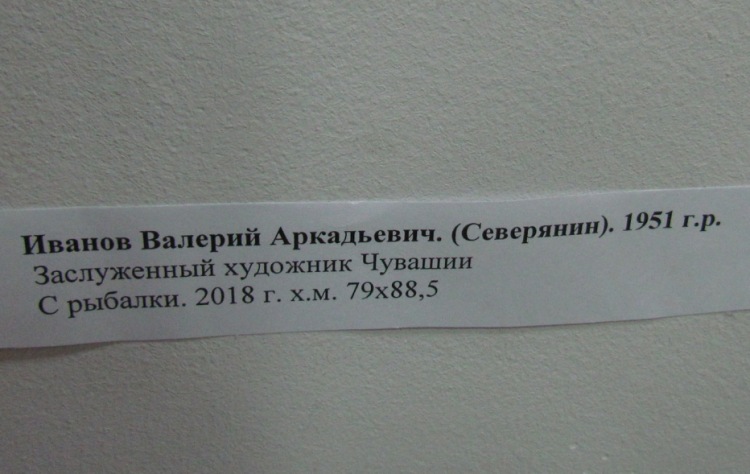 Иванов Валерий Аркадьевич. (Северянин). 1951 г.р.
Заслуженный художник Чувашии
С рыбалки. 2018 г. х.м. 79х88,5